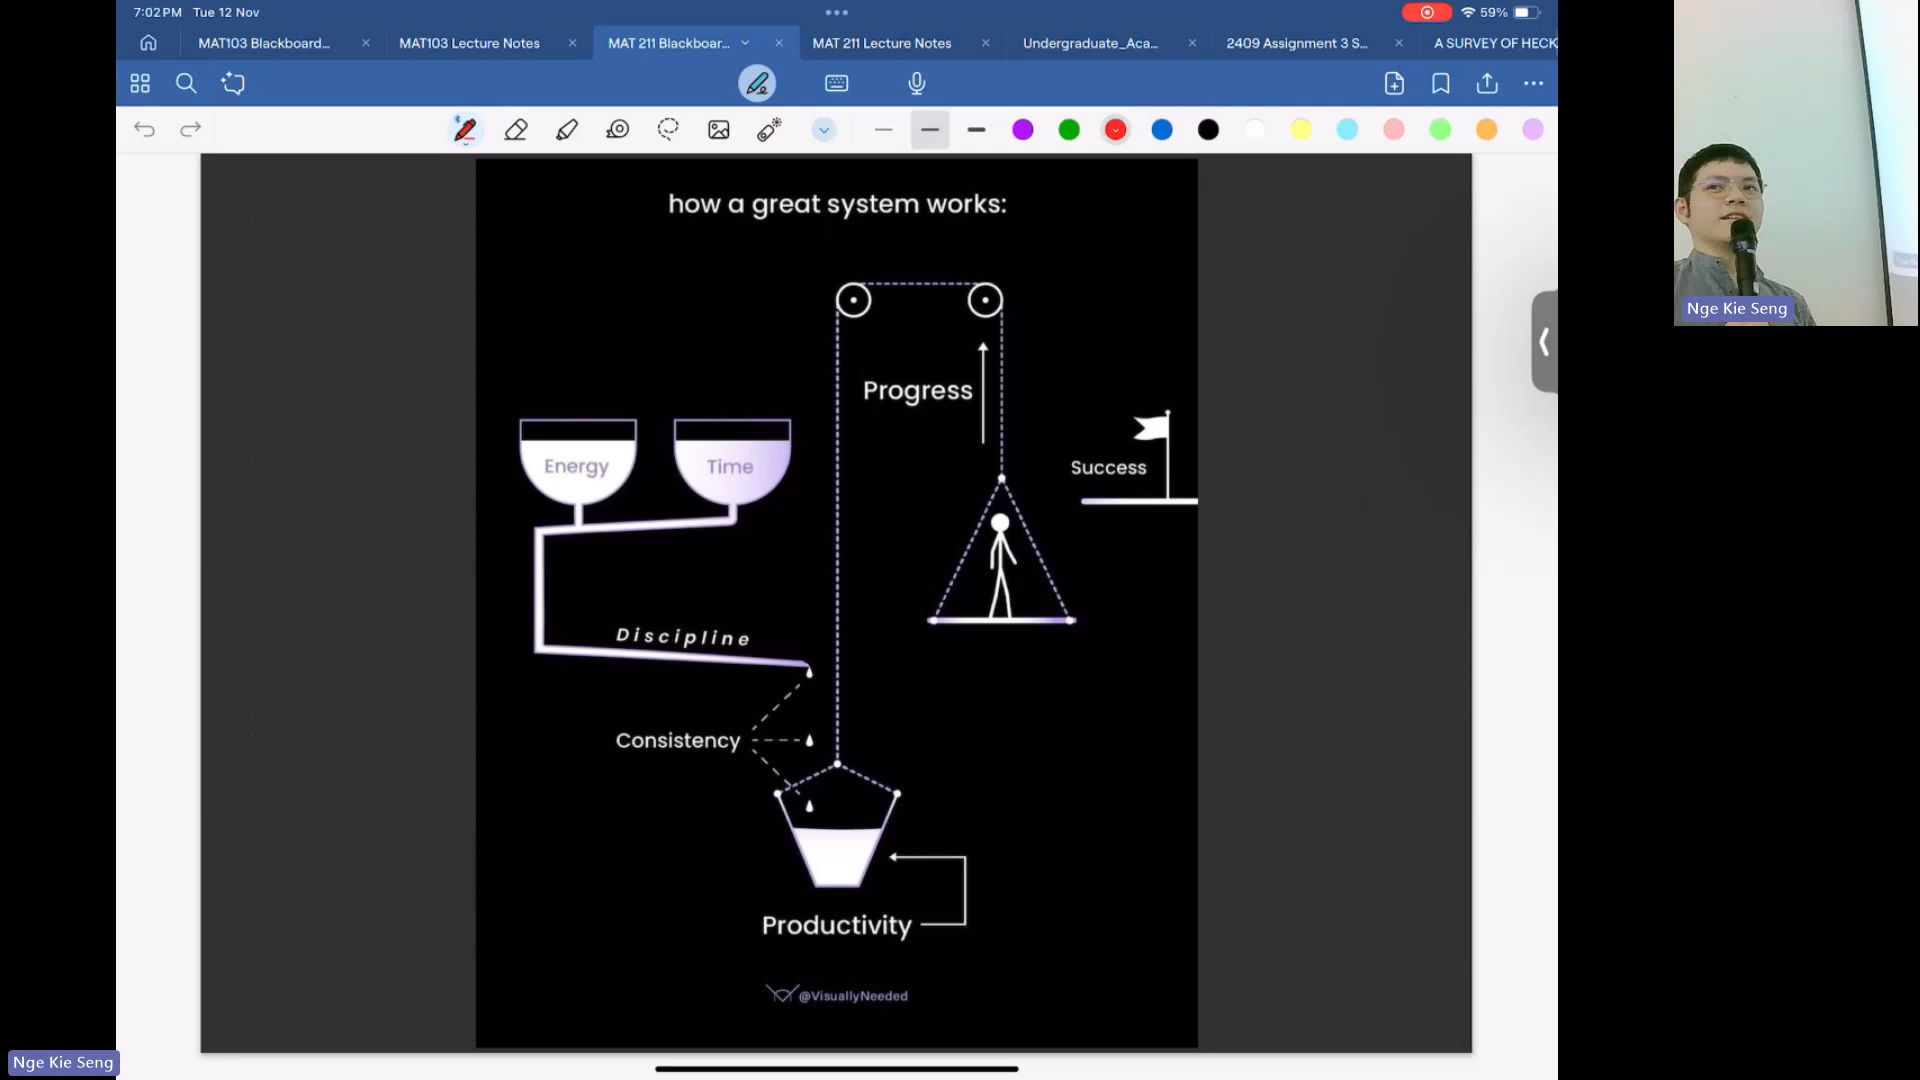 7:02 PM Tue 12 Nov
59%
MAT103 Blackboard...
MAT103 Lecture Notes
MAT 211 Blackboar...
MAT 211 Lecture Notes
Undergraduate_Aca...
2409 Assignment 3 S...
A SURVEY OF HECK
how a great system works:
Progress
Energy
Time
Success
Discipline
Consistency
Productivity
@VisuallyNeeded
Nge Kie Seng
Nge Kie Seng